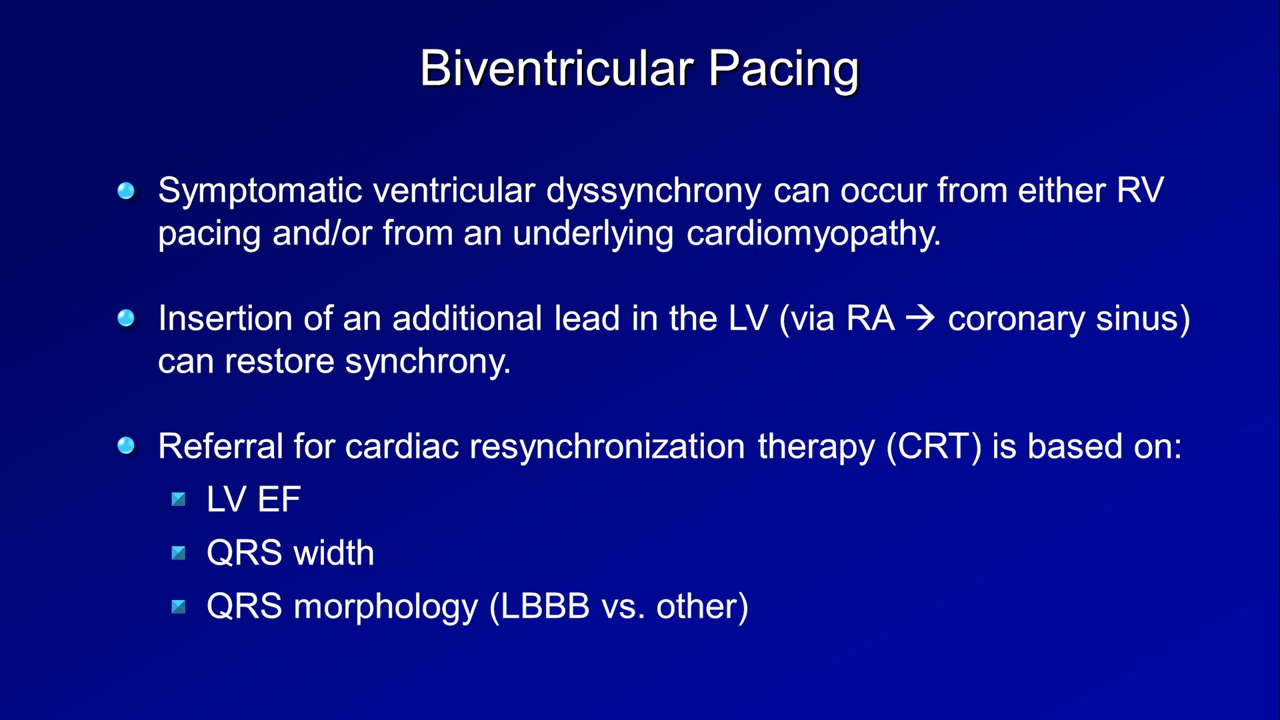 Biventricular Pacing
Symptomatic ventricular dyssynchrony can occur from either RV
pacing and/or from an underlying cardiomyopathy.
Insertion of an additional lead in the LV (via RA → coronary sinus)
can restore synchrony.
Referral for cardiac resynchronization therapy (CRT) is based on:
LV EF
QRS width
QRS morphology (LBBB vs. other)